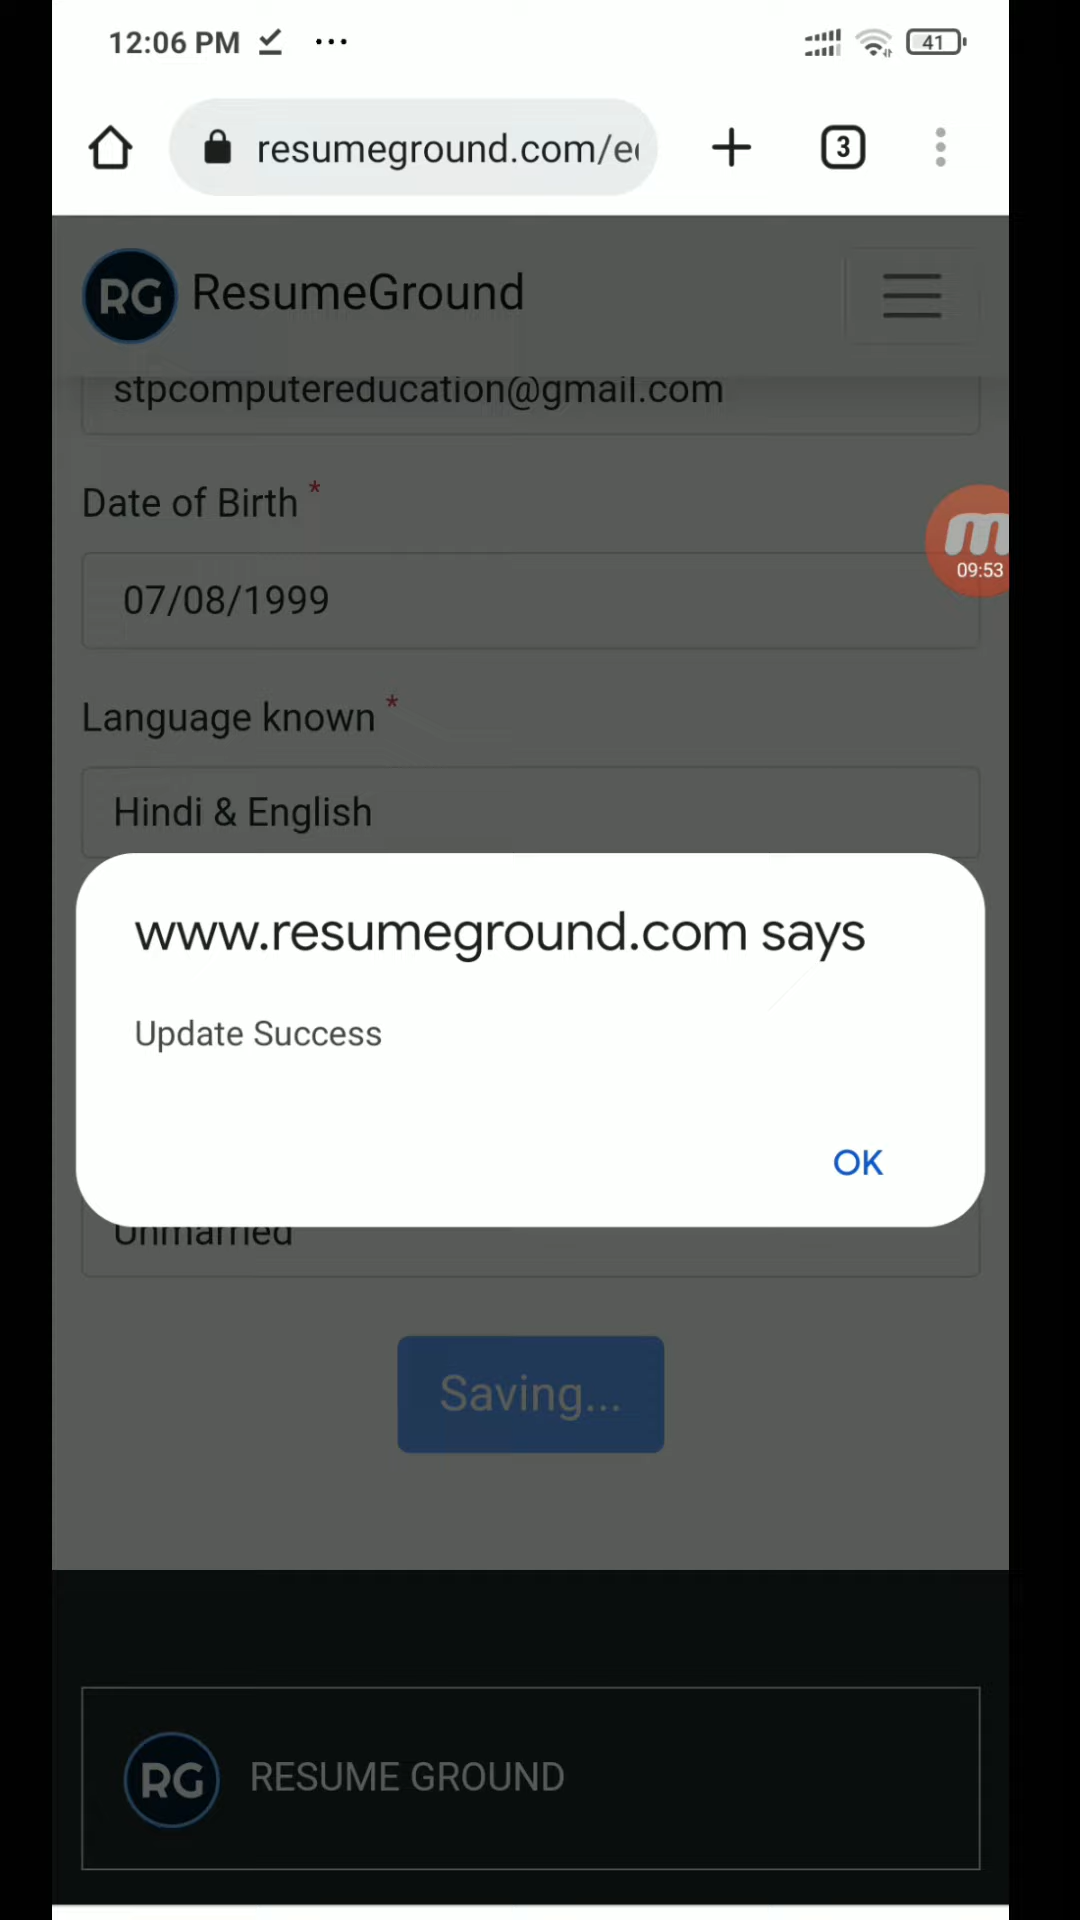 12:06 PM
41
resumeground.com/e
3
RG ResumeGround
stpcomputereducation@gmail.com
Date of Birth *
07/08/1999
09:53
Language known *
Hindi & English
www.resumeground.com says
Update Success
OK
Unmarried
Saving...
RG RESUME GROUND